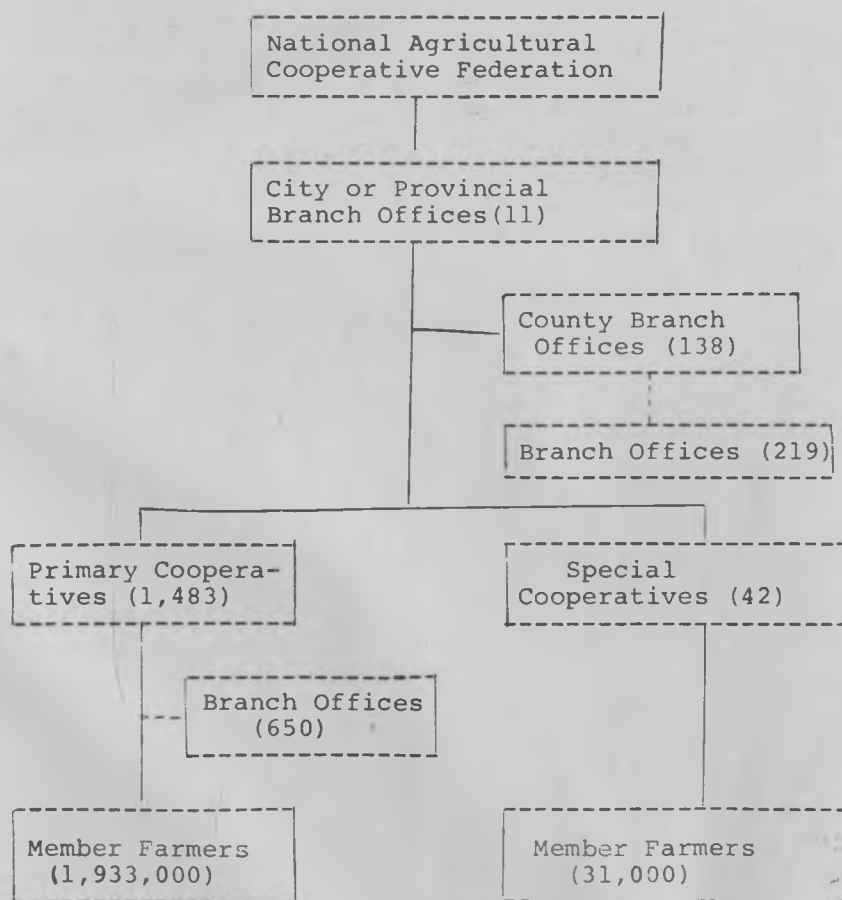 National Agricultural
Cooperative Federation
City or Provincial
Branch Offices(11)
County Branch
Offices (138)
Branch Offices (219)
Primary Coopera-
tives (1,483)
Special
Cooperatives (42)
Branch Offices
(650)
Member Farmers
(1,933,000)
Member Farmers
(31,000)